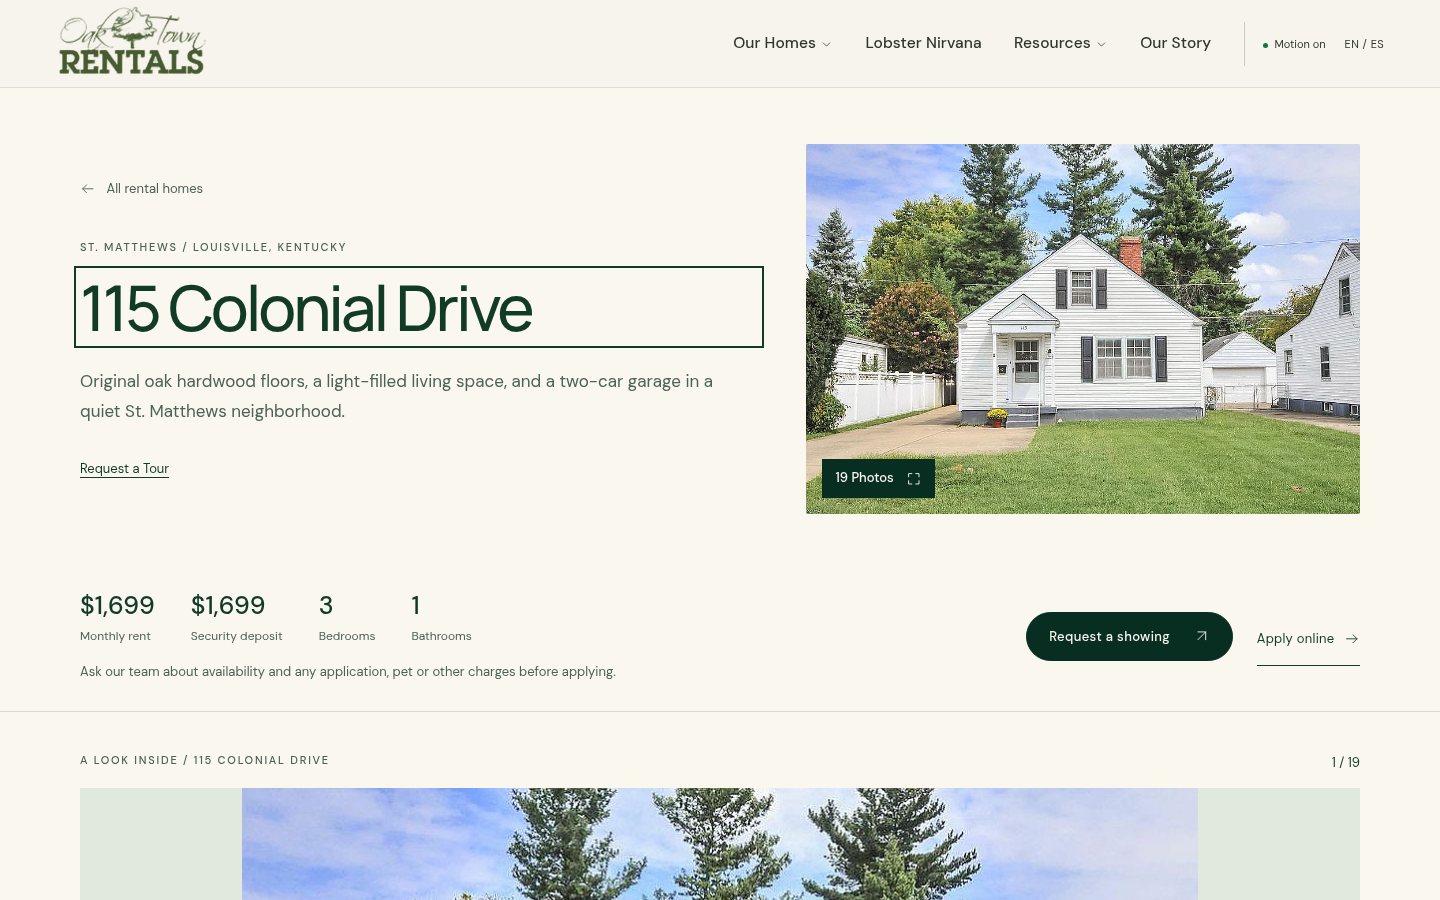 Oak Town
RENTALS
Our Homes
Lobster Nirvana
Resources
Our Story
Motion on
EN / ES
All rental homes
ST. MATTHEWS / LOUISVILLE, KENTUCKY
115 Colonial Drive
Original oak hardwood floors, a light-filled living space, and a two-car garage in a
quiet St. Matthews neighborhood.
Request a Tour
115
19 Photos
$1,699
Monthly rent
$1,699
Security deposit
3
Bedrooms
1
Bathrooms
Ask our team about availability and any application, pet or other charges before applying.
Request a showing
Apply online
A LOOK INSIDE / 115 COLONIAL DRIVE
1 / 19